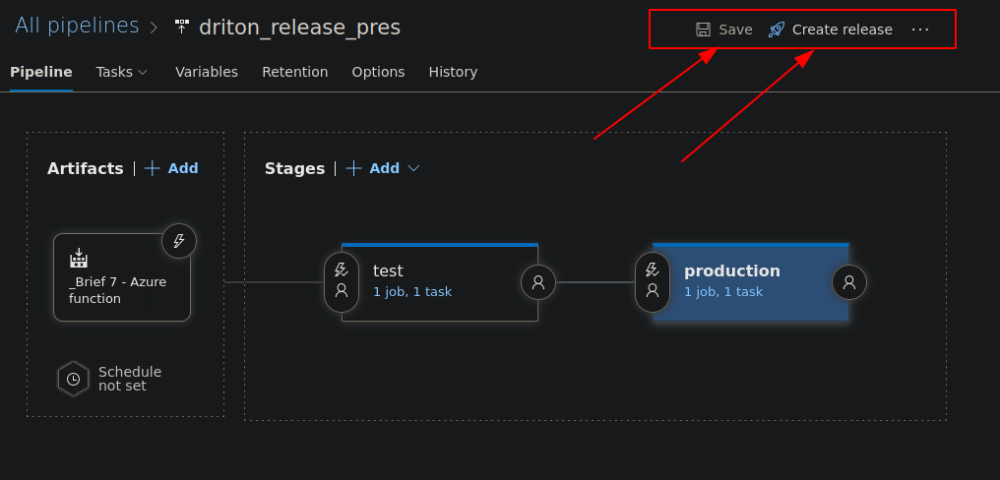 All pipelines > driton_release_pres
Save Create release ...
Pipeline Tasks Variables Retention Options History
Artifacts | + Add
Stages | + Add
_Brief 7 - Azure
function
test
1 job, 1 task
production
1 job, 1 task
Schedule
not set